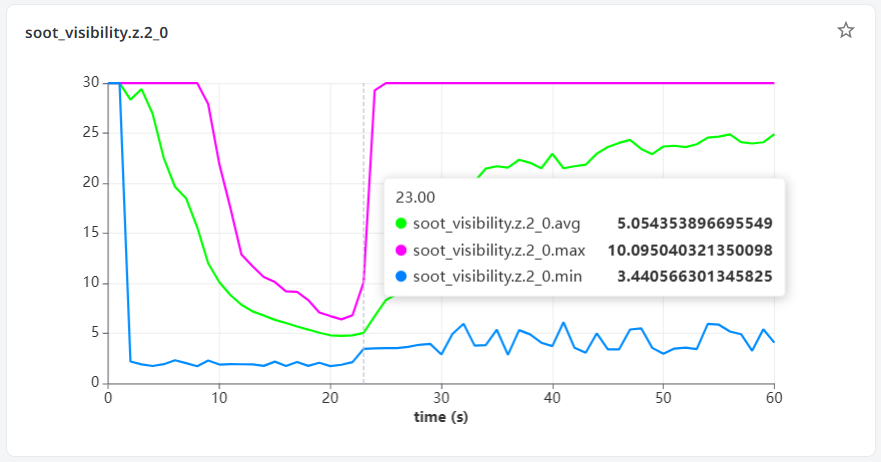 soot_visibility.z.2_0
30
25
20
15
10
5
0
23.00
soot_visibility.z.2_0.avg 5.054353896695549
soot_visibility.z.2_0.max 10.095040321350098
soot_visibility.z.2_0.min 3.440566301345825
0 10 20 30 40 50 60
time (s)